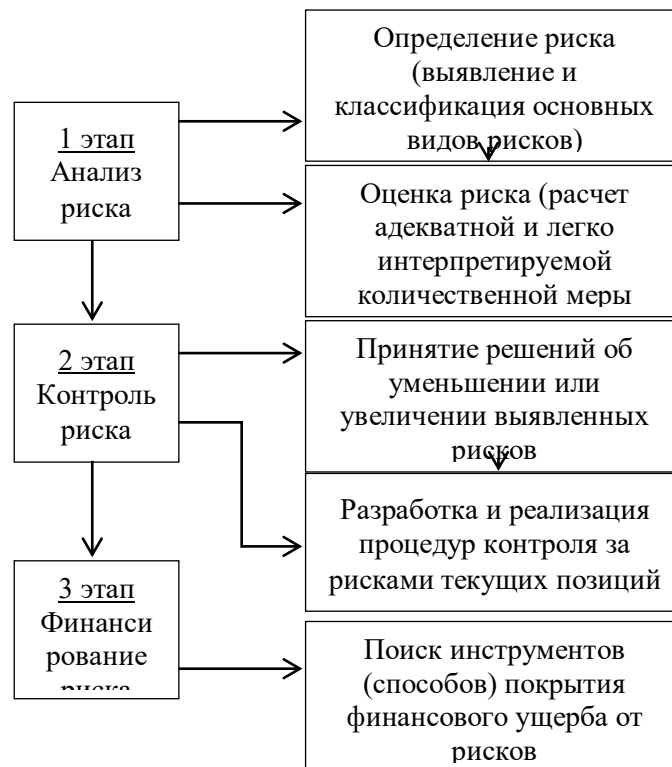 Определение риска
(выявление и
классификация основных
видов рисков)
1 этап
Анализ
риска
Оценка риска (расчет
адекватной и легко
интерпретируемой
количественной меры
2 этап
Контроль
риска
Принятие решений об
уменьшении или
увеличении выявленных
рисков
Разработка и реализация
процедур контроля за
рисками текущих позиций
3 этап
Финанси
рование
риска
Поиск инструментов
(способов) покрытия
финансового ущерба от
рисков